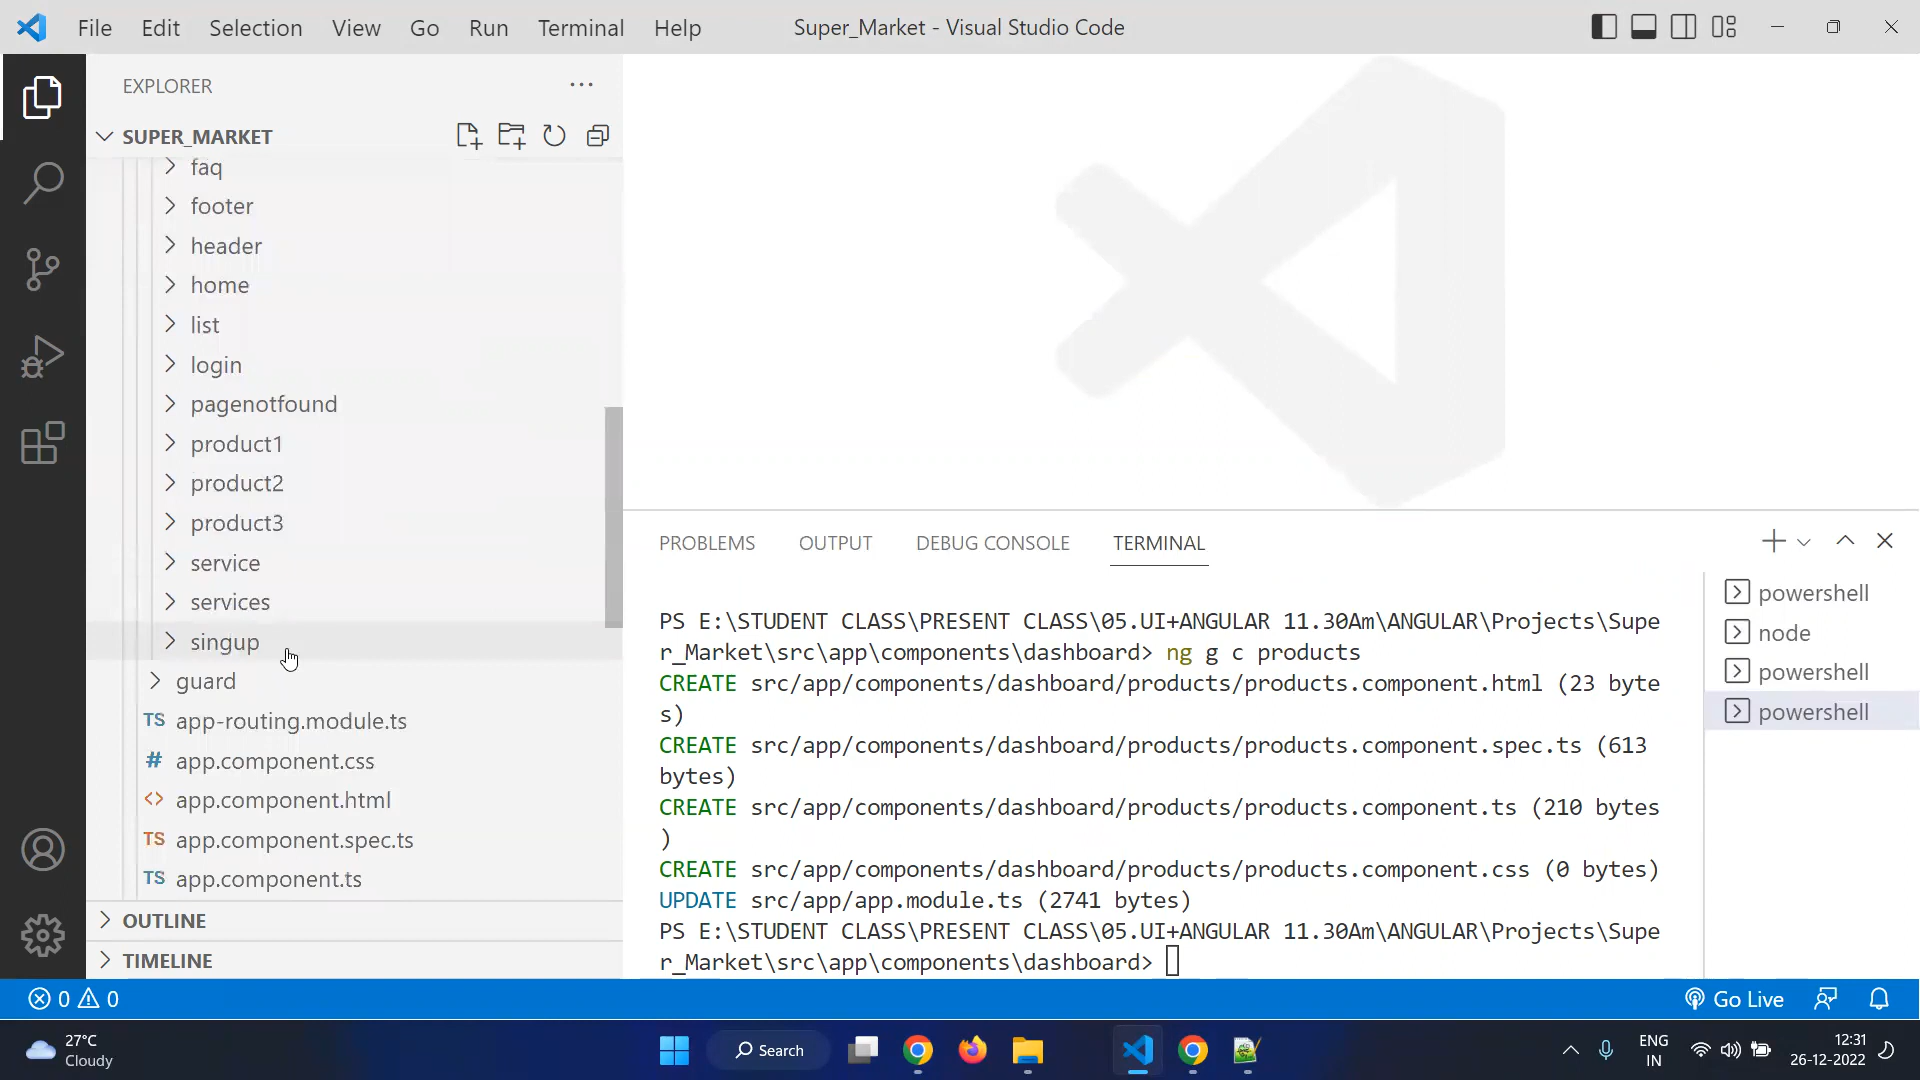 File Edit Selection View Go Run Terminal Help Super_Market - Visual Studio Code
EXPLORER
SUPER_MARKET
faq
footer
header
home
list
login
pagenotfound
product1
product2
product3
service
services
singup
guard
TS app-routing.module.ts
# app.component.css
<> app.component.html
TS app.component.spec.ts
TS app.component.ts
OUTLINE
TIMELINE
PROBLEMS OUTPUT DEBUG CONSOLE TERMINAL
PS E:\STUDENT CLASS\PRESENT CLASS\05.UI+ANGULAR 11.30Am\ANGULAR\Projects\Supe
r_Market\src\app\components\dashboard> ng g c products
CREATE src/app/components/dashboard/products/products.component.html (23 byte
s)
CREATE src/app/components/dashboard/products/products.component.spec.ts (613
bytes)
CREATE src/app/components/dashboard/products/products.component.ts (210 bytes
)
CREATE src/app/components/dashboard/products/products.component.css (0 bytes)
UPDATE src/app/app.module.ts (2741 bytes)
PS E:\STUDENT CLASS\PRESENT CLASS\05.UI+ANGULAR 11.30Am\ANGULAR\Projects\Supe
r_Market\src\app\components\dashboard>
powershell
node
powershell
powershell
0 0 Go Live
27°C
Cloudy
Search
ENG
IN
12:31
26-12-2022